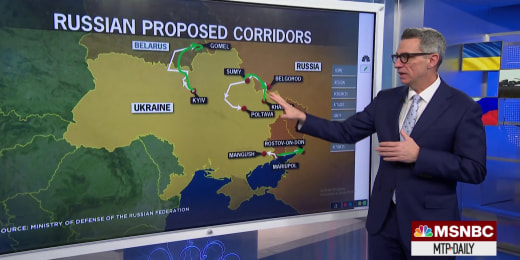 RUSSIAN PROPOSED CORRIDORS
BELARUS
GOMEL
RUSSIA
SUMY
BELGOROD
KYIV
UKRAINE
POLTAVA
ROSTOV-ON-DON
MANGUSH
MARIUPOL
SOURCE: MINISTRY OF DEFENSE OF THE RUSSIAN FEDERATION
MSNBC
MTP-DAILY